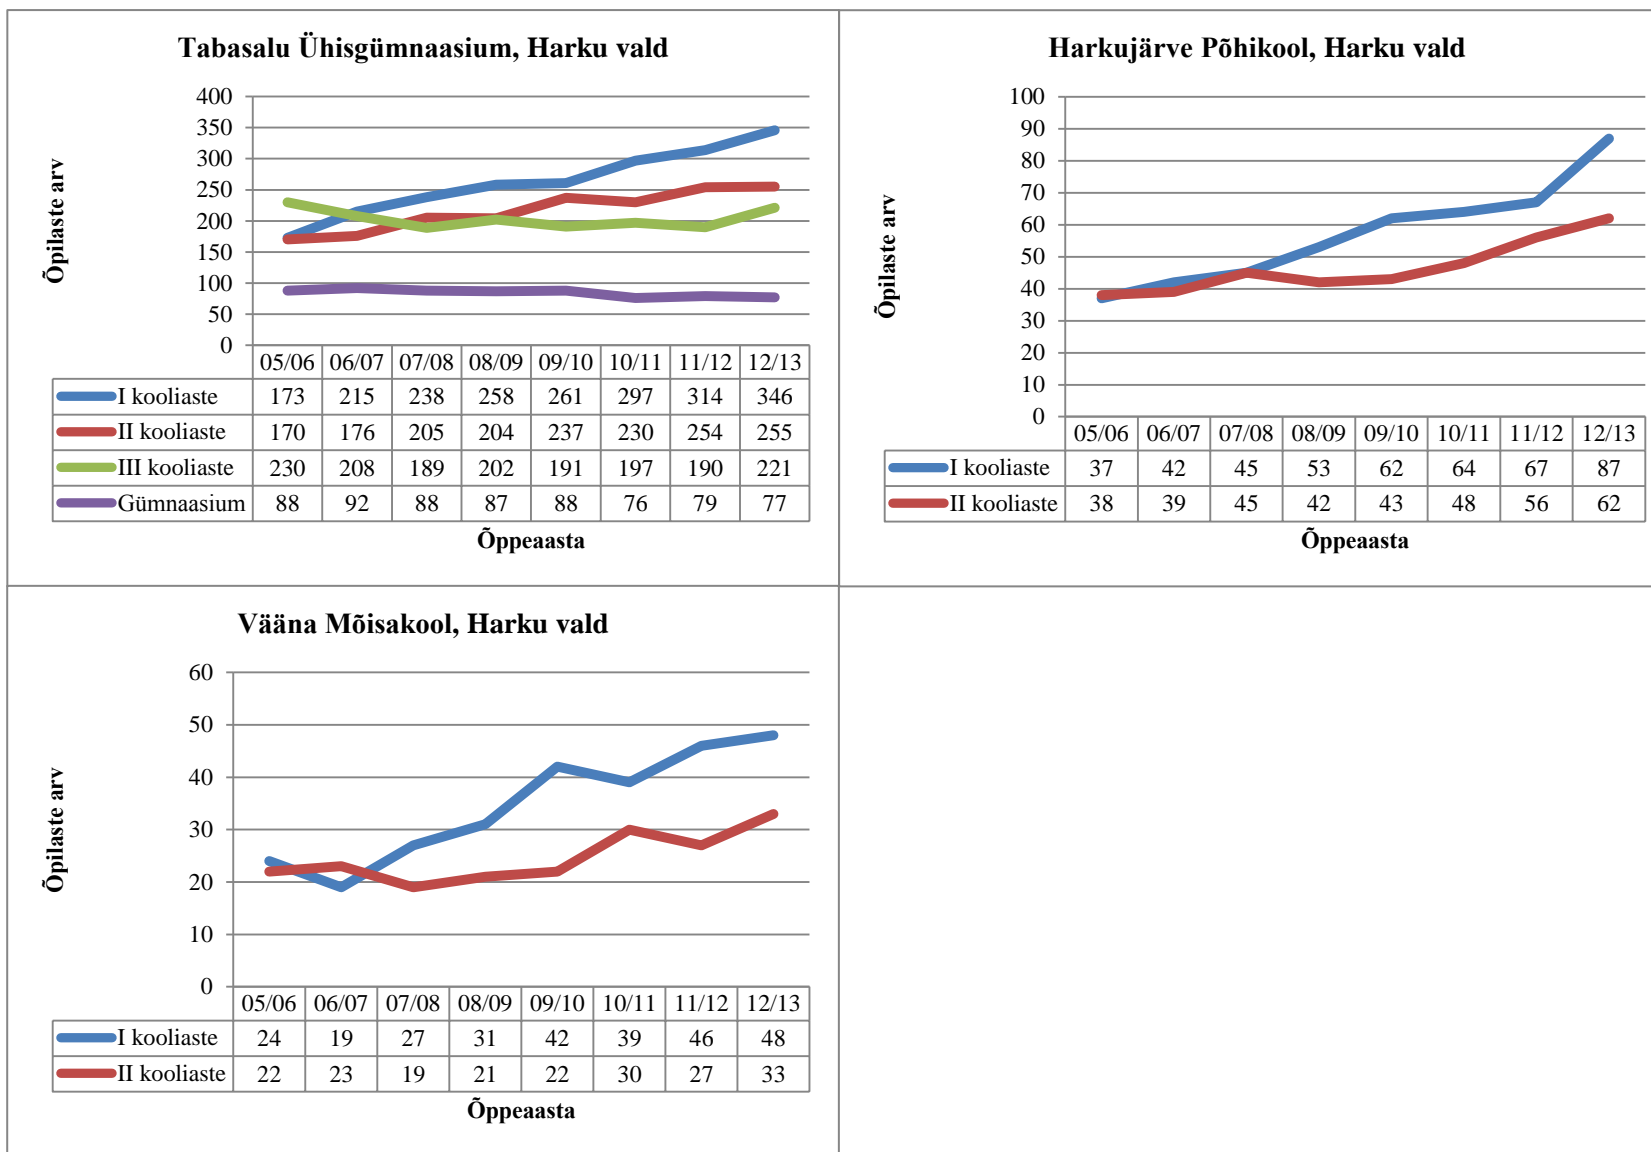 Tabasalu Ühisgümnaasium, Harku vald
Õpilaste arv
400
350
300
250
200
150
100
50
0
05/06 06/07 07/08 08/09 09/10 10/11 11/12 12/13
I kooliaste 173 215 238 258 261 297 314 346
II kooliaste 170 176 205 204 237 230 254 255
III kooliaste 230 208 189 202 191 197 190 221
Gümnaasium 88 92 88 87 88 76 79 77
Õppeaasta
Harkujärve Põhikool, Harku vald
Õpilaste arv
100
90
80
70
60
50
40
30
20
10
0
05/06 06/07 07/08 08/09 09/10 10/11 11/12 12/13
I kooliaste 37 42 45 53 62 64 67 87
II kooliaste 38 39 45 42 43 48 56 62
Õppeaasta
Vääna Mõisakool, Harku vald
Õpilaste arv
60
50
40
30
20
10
0
05/06 06/07 07/08 08/09 09/10 10/11 11/12 12/13
I kooliaste 24 19 27 31 42 39 46 48
II kooliaste 22 23 19 21 22 30 27 33
Õppeaasta